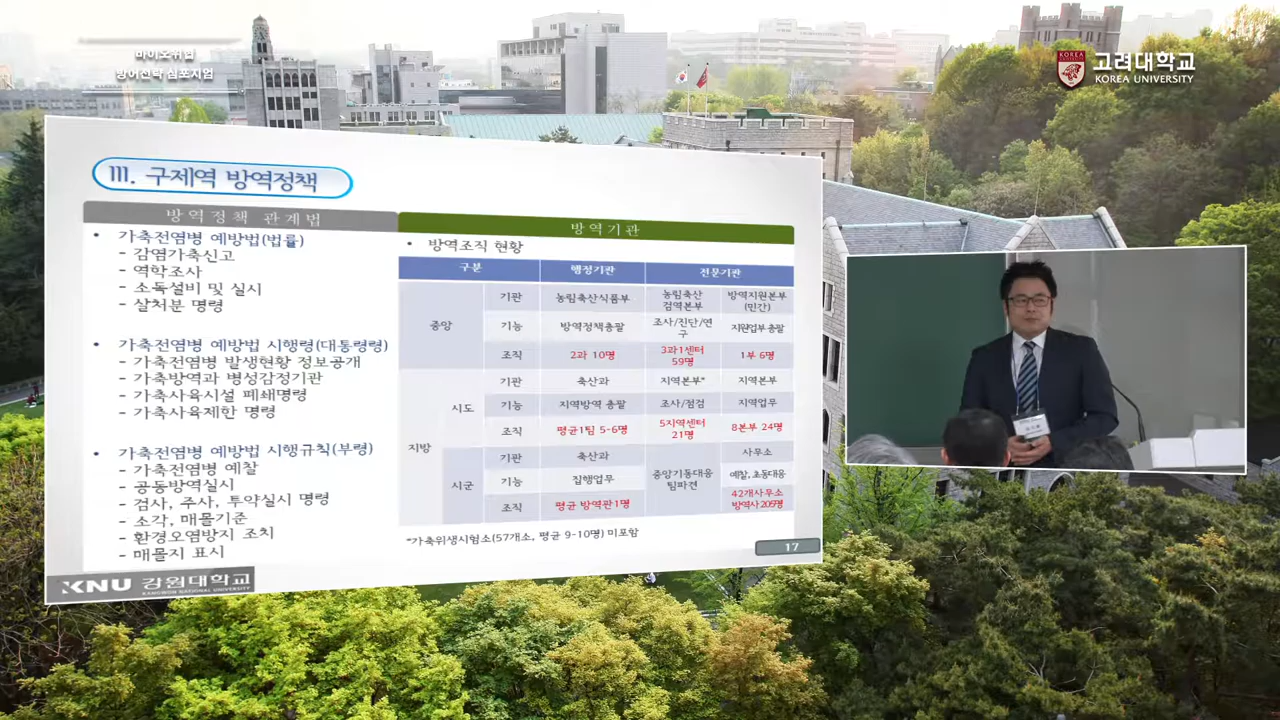 바이오위협
방어전략 심포지엄
고려대학교
KOREA UNIVERSITY
KOREA
III. 구제역 방역정책
방역정책 관계법
• 가축전염병 예방법(법률)
- 감염가축신고
- 역학조사
- 소독설비 및 실시
- 살처분 명령
• 가축전염병 예방법 시행령(대통령령)
- 가축전염병 발생현황 정보공개
- 가축방역과 병성감정기관
- 가축사육시설 폐쇄명령
- 가축사육제한 명령
• 가축전염병 예방법 시행규칙(부령)
- 가축전염병 예찰
- 공동방역실시
- 검사, 주사, 투약실시 명령
- 소각, 매몰기준
- 환경오염방지 조치
- 매몰지 표시
방역기관
• 방역조직 현황
구분 행정기관 전문기관
중앙 기관 농림축산식품부 농림축산 검역본부 방역지원본부 (민간)
기능 방역정책총괄 조사/진단/연구 지원업무 총괄
조직 2과 10명 3과1센터 59명 1부 6명
지방 시도 기관 축산과 지역본부* 지역본부
기능 지역방역 총괄 조사/점검 지역업무
조직 평균1팀 5-6명 5지역센터 21명 8본부 24명
시군 기관 축산과 중앙기동대응 팀파견 사무소
기능 집행업무 예찰, 초동대응
조직 평균 방역관1명 42개사무소 방역사 205명
*가축위생시험소(57개소, 평균 9-10명) 미포함
17
KNU 강원대학교
KANGWON NATIONAL UNIVERSITY